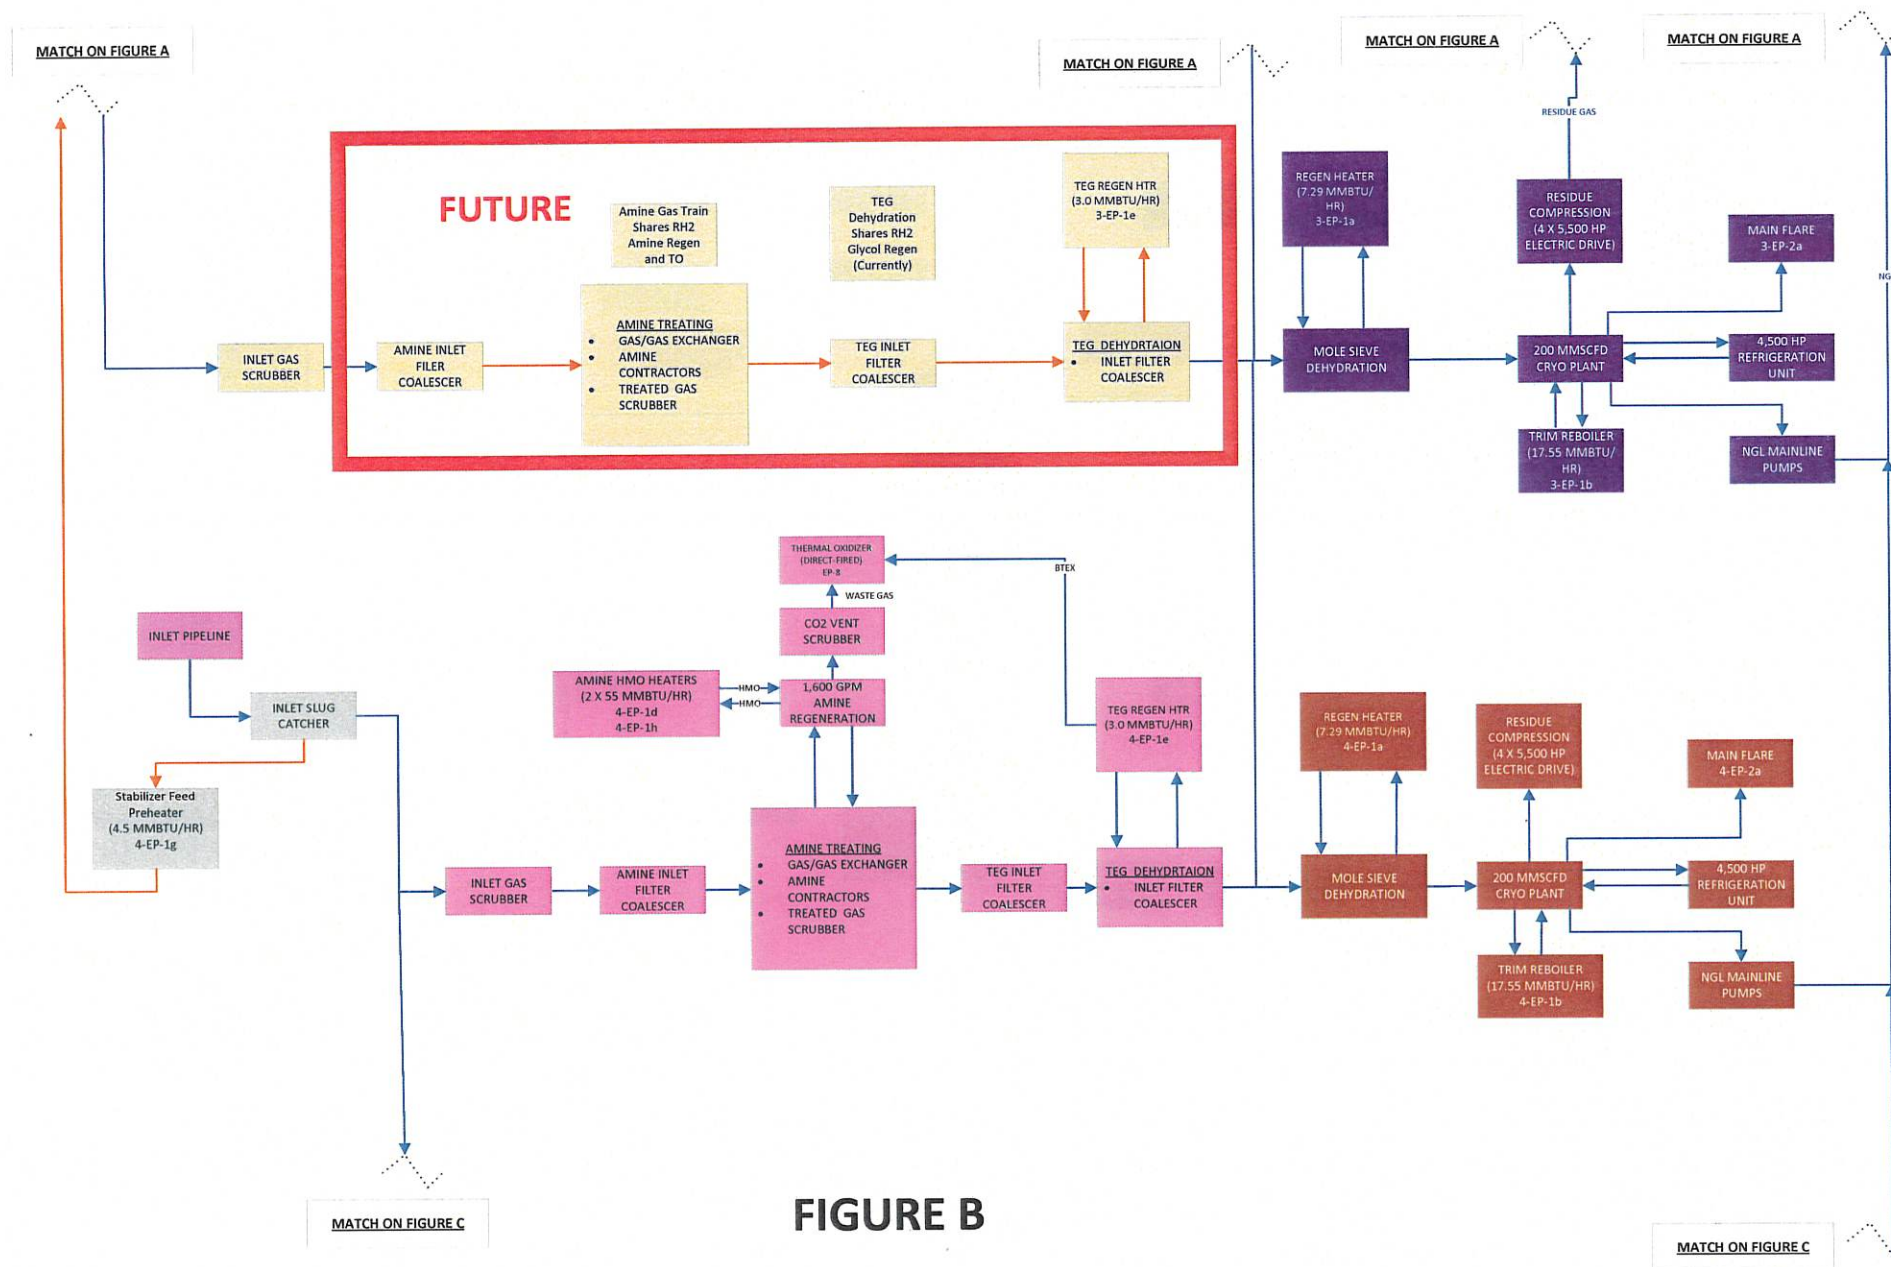 MATCH ON FIGURE A
MATCH ON FIGURE A
MATCH ON FIGURE A
MATCH ON FIGURE A
RESIDUE GAS
FUTURE
Amine Gas Train
Shares RH2
Amine Regen
and TO
TEG
Dehydration
Shares RH2
Glycol Regen
(Currently)
TEG REGEN HTR
(3.0 MMBTU/HR)
3-EP-1e
REGEN HEATER
(7.29 MMBTU/
HR)
3-EP-1a
RESIDUE
COMPRESSION
(4 X 5,500 HP
ELECTRIC DRIVE)
MAIN FLARE
3-EP-2a
NG
INLET GAS
SCRUBBER
AMINE INLET
FILER
COALESCER
AMINE TREATING
• GAS/GAS EXCHANGER
• AMINE
CONTRACTORS
• TREATED GAS
SCRUBBER
TEG INLET
FILTER
COALESCER
TEG DEHYDRTAION
• INLET FILTER
COALESCER
MOLE SIEVE
DEHYDRATION
200 MMSCFD
CRYO PLANT
4,500 HP
REFRIGERATION
UNIT
TRIM REBOILER
(17.55 MMBTU/
HR)
3-EP-1b
NGL MAINLINE
PUMPS
THERMAL OXIDIZER
(DIRECT-FIRED)
EP-8
BTEX
WASTE GAS
CO2 VENT
SCRUBBER
INLET PIPELINE
AMINE HMO HEATERS
(2 X 55 MMBTU/HR)
4-EP-1d
4-EP-1h
HMO
HMO
1,600 GPM
AMINE
REGENERATION
INLET SLUG
CATCHER
TEG REGEN HTR
(3.0 MMBTU/HR)
4-EP-1e
REGEN HEATER
(7.29 MMBTU/HR)
4-EP-1a
RESIDUE
COMPRESSION
(4 X 5,500 HP
ELECTRIC DRIVE)
MAIN FLARE
4-EP-2a
Stabilizer Feed
Preheater
(4.5 MMBTU/HR)
4-EP-1g
INLET GAS
SCRUBBER
AMINE INLET
FILTER
COALESCER
AMINE TREATING
• GAS/GAS EXCHANGER
• AMINE
CONTRACTORS
• TREATED GAS
SCRUBBER
TEG INLET
FILTER
COALESCER
TEG DEHYDRTAION
• INLET FILTER
COALESCER
MOLE SIEVE
DEHYDRATION
200 MMSCFD
CRYO PLANT
4,500 HP
REFRIGERATION
UNIT
TRIM REBOILER
(17.55 MMBTU/HR)
4-EP-1b
NGL MAINLINE
PUMPS
MATCH ON FIGURE C
FIGURE B
MATCH ON FIGURE C